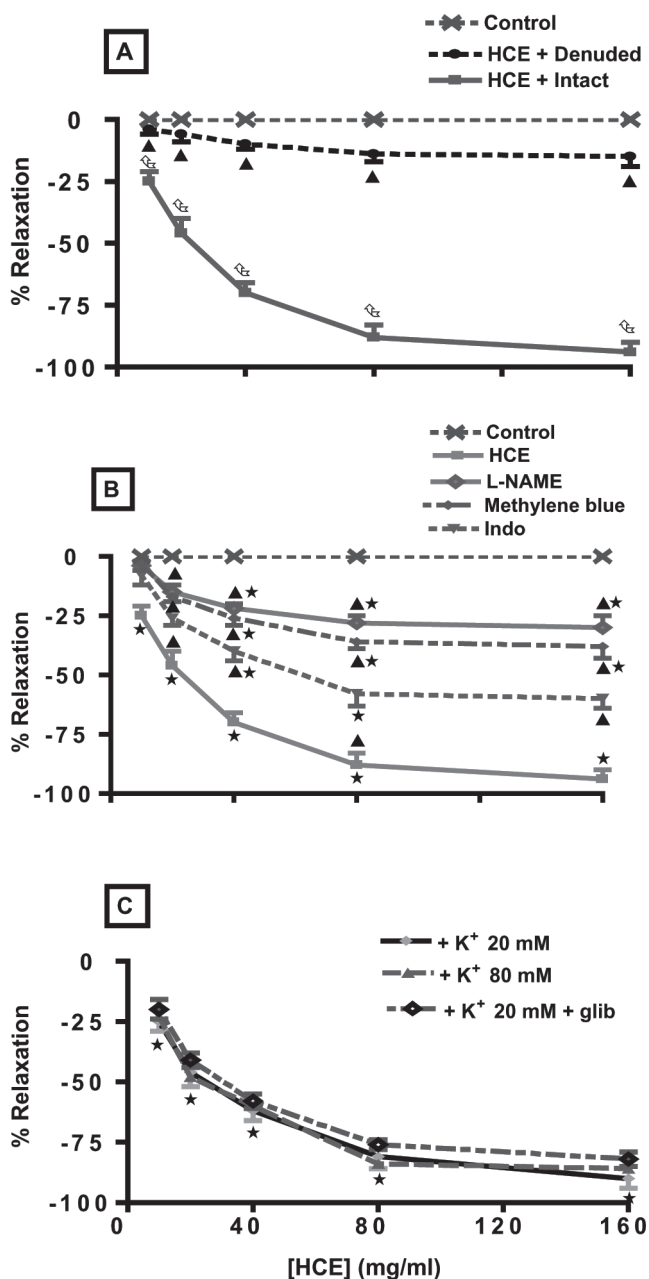 A
Control
HCE + Denuded
HCE + Intact
% Relaxation
0
-25
-50
-75
-100
B
Control
HCE
L-NAME
Methylene blue
Indo
% Relaxation
0
-25
-50
-75
-100
C
+ K⁺ 20 mM
+ K⁺ 80 mM
+ K⁺ 20 mM + glib
% Relaxation
0
-25
-50
-75
-100
0 40 80 120 160
[HCE] (mg/ml)